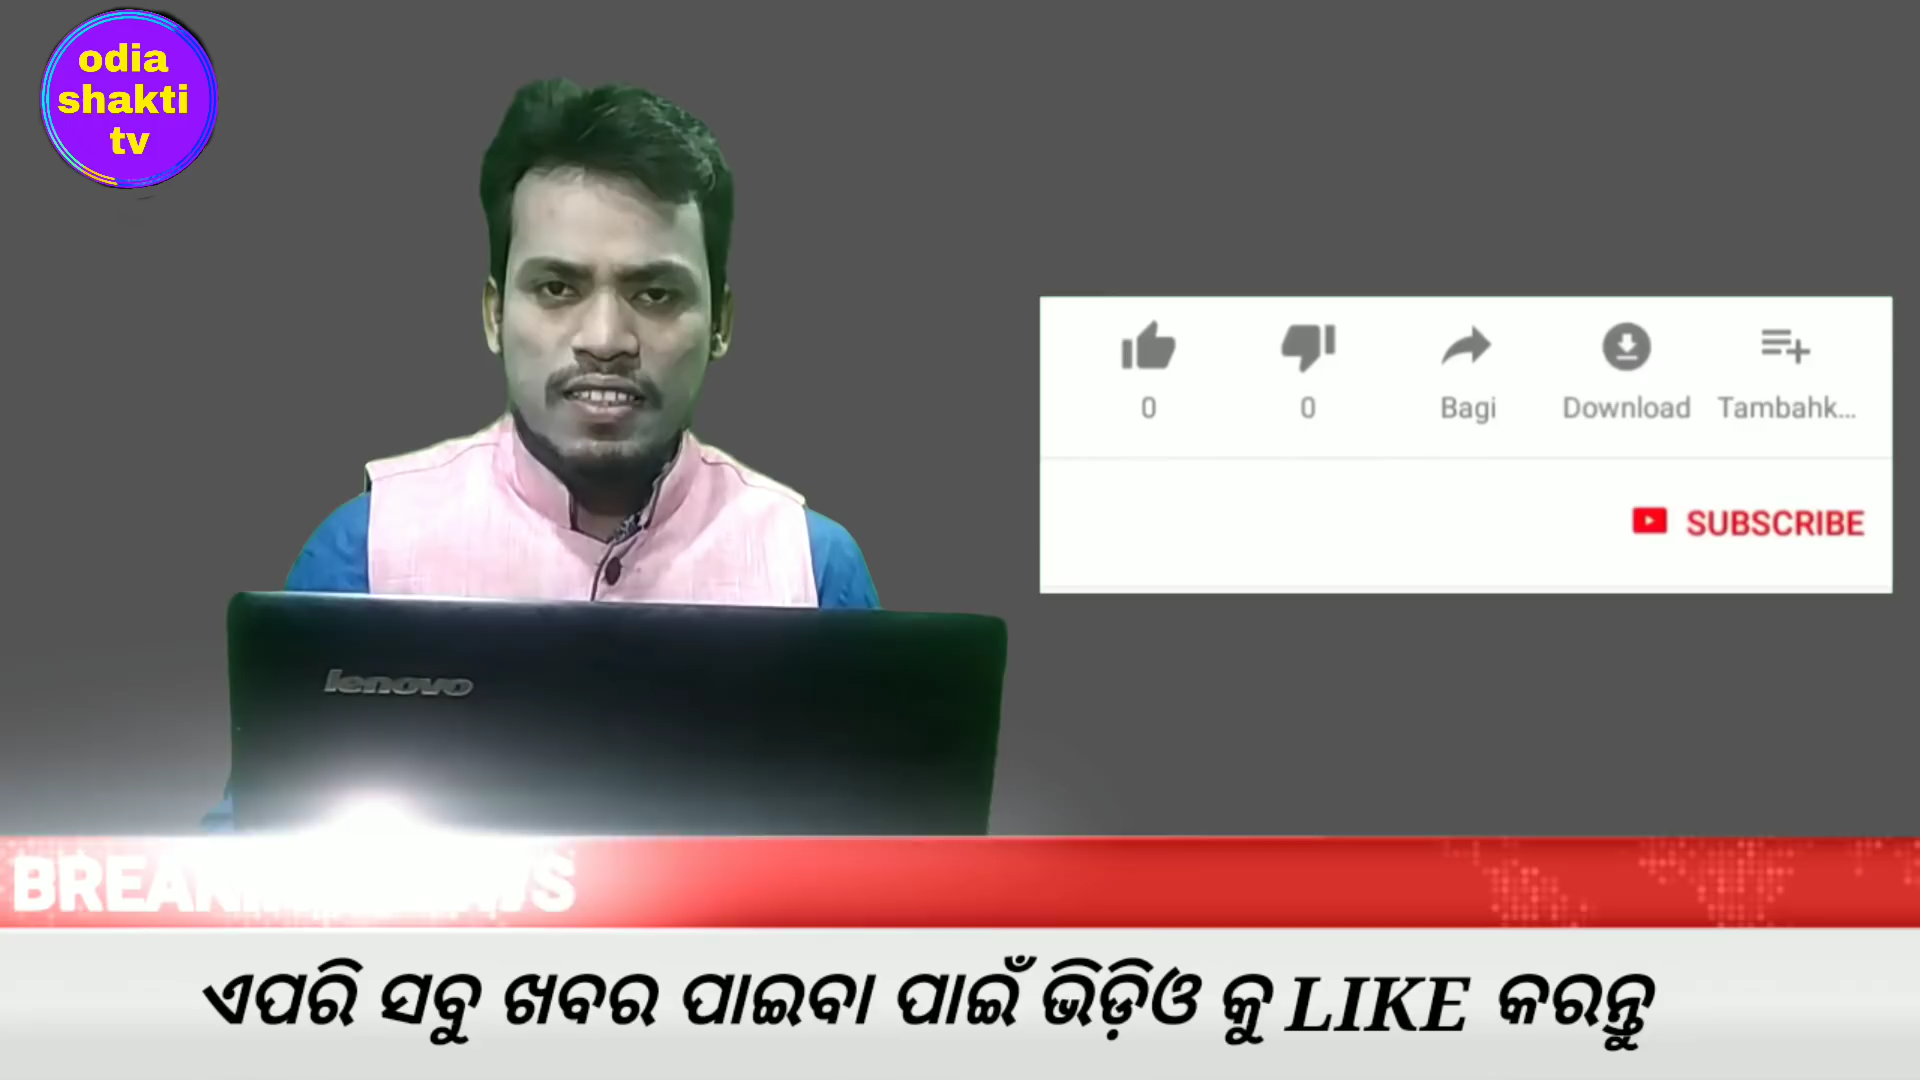 odia
shakti
tv
0
0
Bagi
Download
Tambahk...
SUBSCRIBE
lenovo
ଏପରି ସବୁ ଖବର ପାଇବା ପାଇଁ ଭିଡ଼ିଓ କୁ LIKE କରନ୍ତୁ